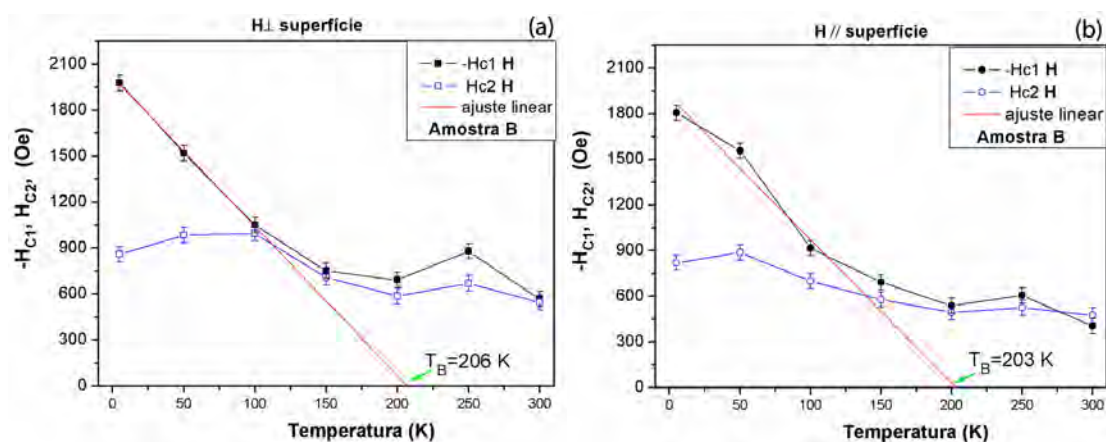 H⊥ superfície
(a)
-Hc1 H
Hc2 H
ajuste linear
Amostra B
-H_C1, H_C2, (Oe)
2100
1800
1500
1200
900
600
300
0
T_B=206 K
0 50 100 150 200 250 300
Temperatura (K)
H // superfície
(b)
-Hc1 H
Hc2 H
ajuste linear
Amostra B
-H_C1, H_C2, (Oe)
2100
1800
1500
1200
900
600
300
0
T_B=203 K
0 50 100 150 200 250 300
Temperatura (K)